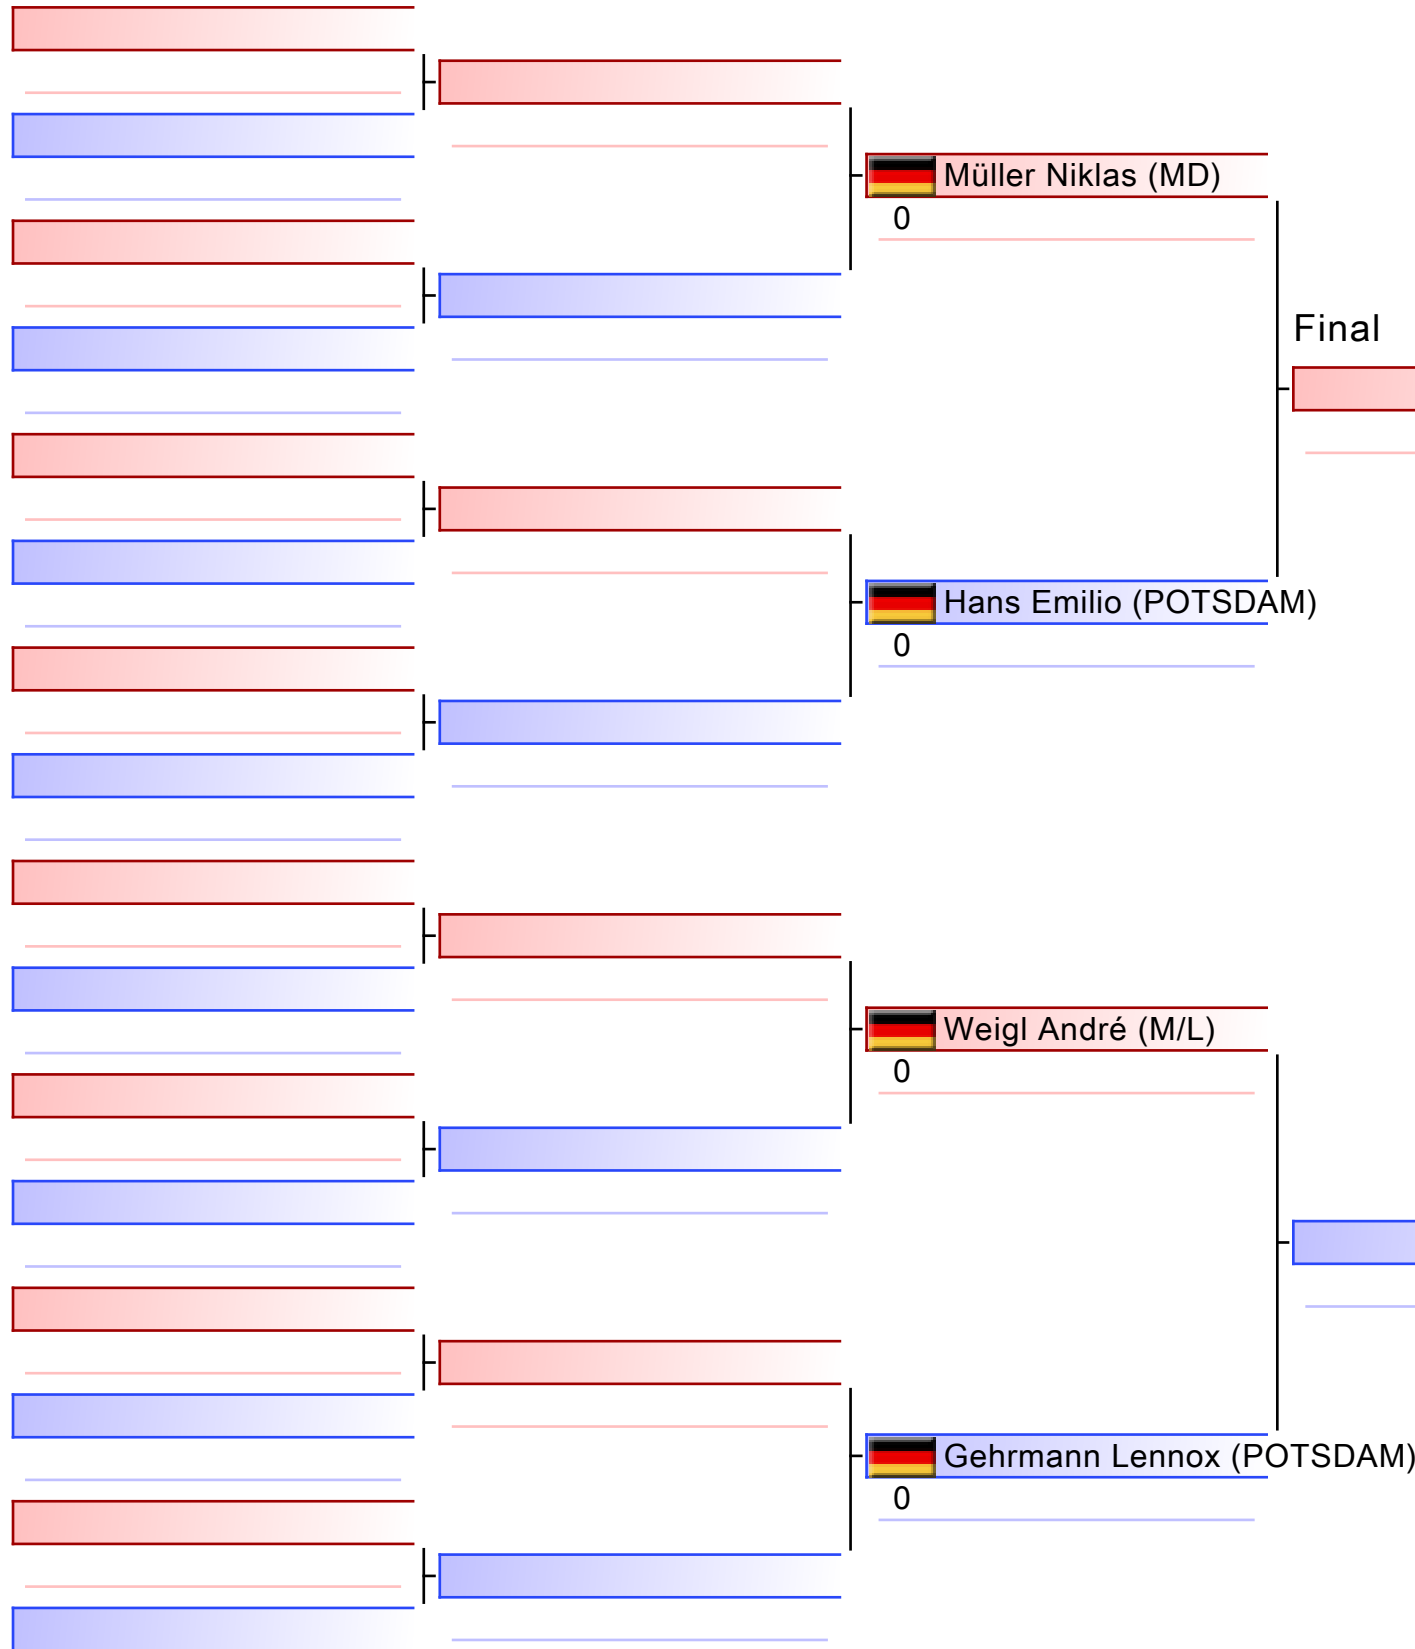 Müller Niklas (MD)
0
Final
Hans Emilio (POTSDAM)
0
Weigl André (M/L)
0
Gehrmann Lennox (POTSDAM)
0